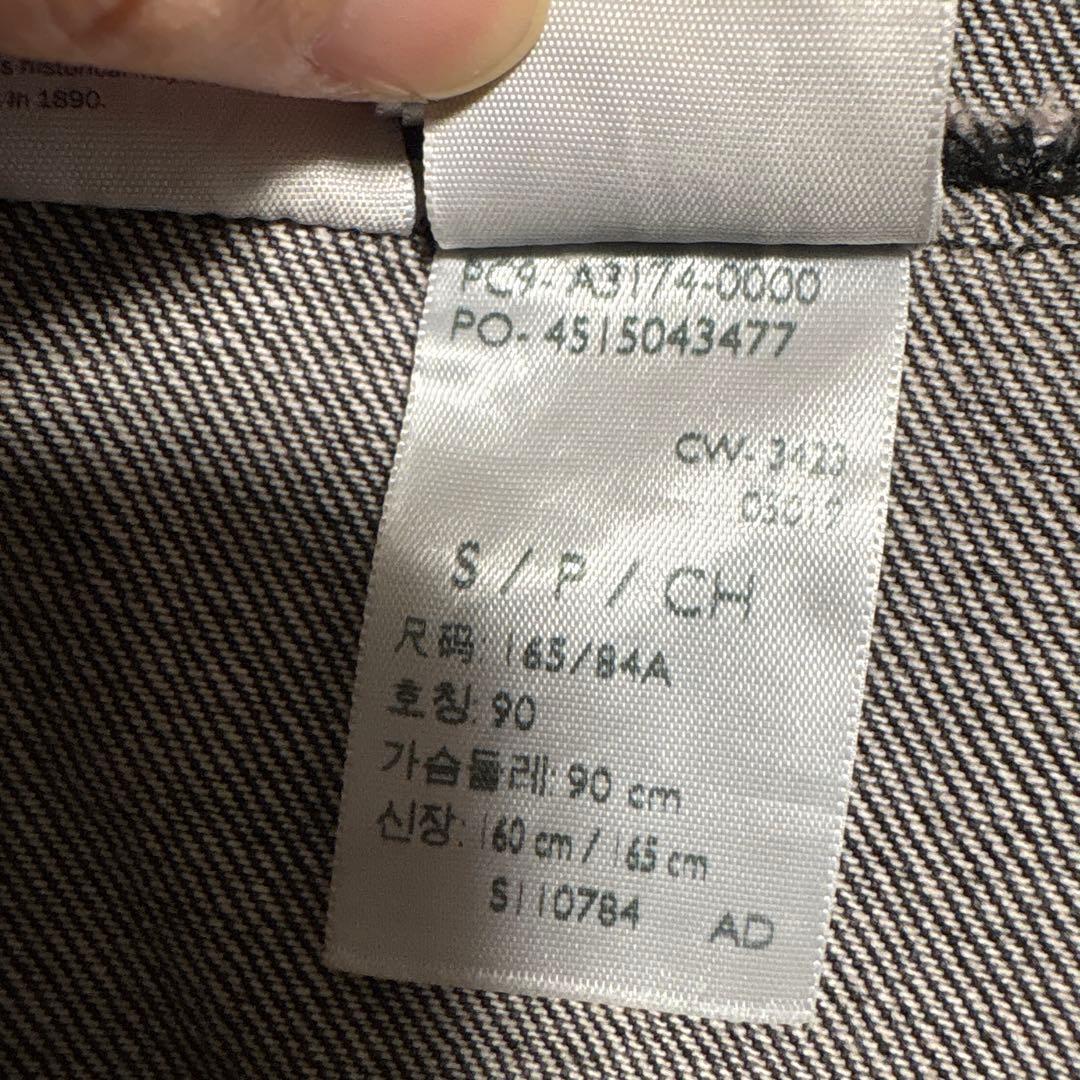 in 1890.
PC9- A3174-0000
PO- 4515043477
CW- 3423
S / P / CH
尺码: 165/84A
호칭: 90
가슴둘레: 90 cm
신장: 160 cm / 165 cm
S110784 AD